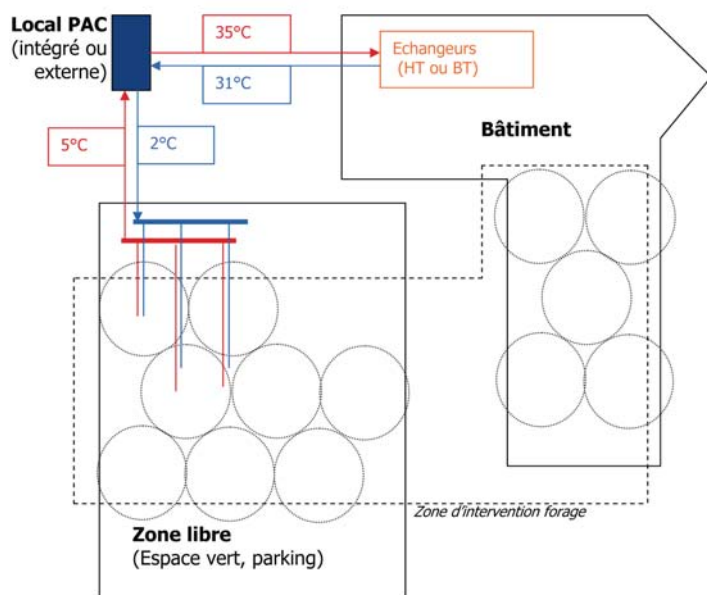 Local PAC
(intégré ou
externe)
35°C
31°C
Echangeurs
(HT ou BT)
Bâtiment
5°C
2°C
Zone d'intervention forage
Zone libre
(Espace vert, parking)